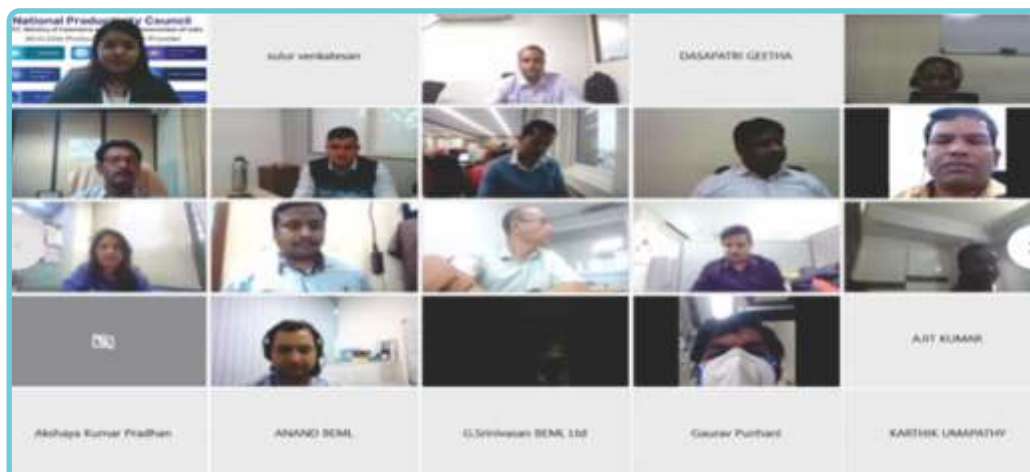 National Productivity Council
sulur venkatesan
DASAPATRI GEETHA
AJIT KUMAR
Akshaya Kumar Pradhan
ANAND BEML
G.Srinivasan BEML Ltd
Gaurav Punhani
KARTHIK UMAPATHY